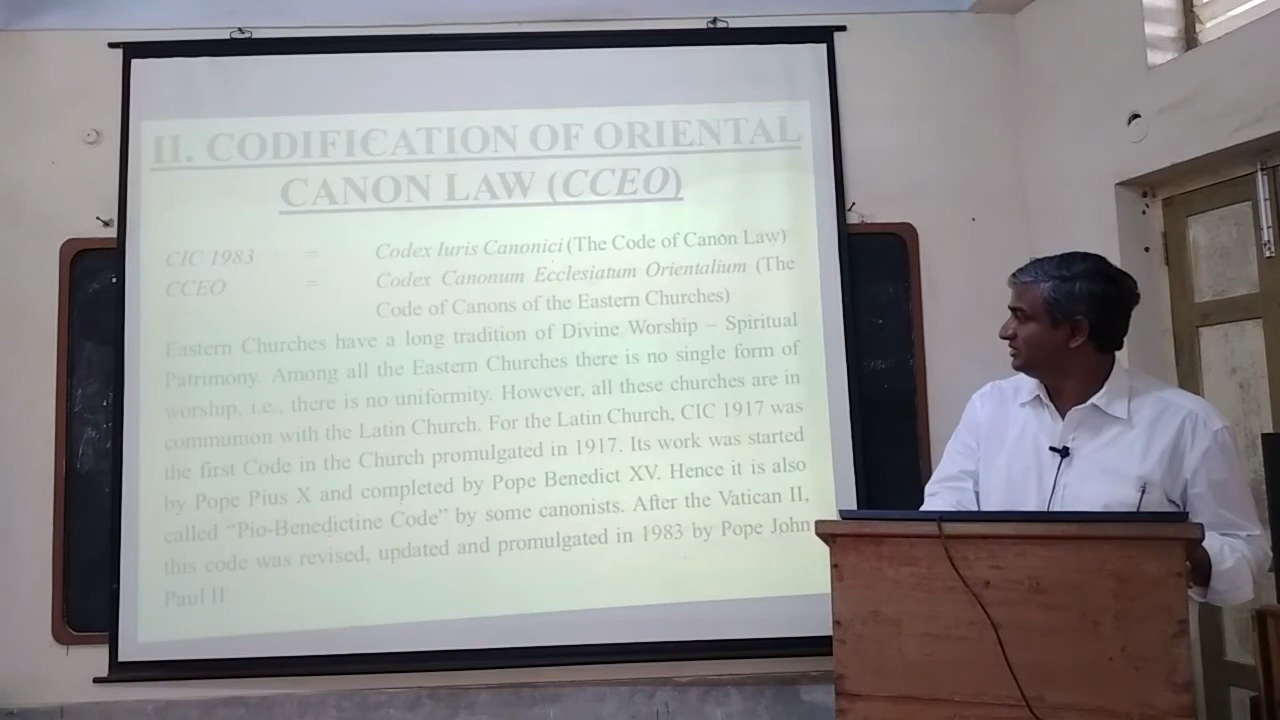 II. CODIFICATION OF ORIENTAL
CANON LAW (CCEO)
CIC 1983 = Codex Iuris Canonici (The Code of Canon Law)
CCEO = Codex Canonum Ecclesiatum Orientalium (The
Code of Canons of the Eastern Churches)
Eastern Churches have a long tradition of Divine Worship – Spiritual
Patrimony. Among all the Eastern Churches there is no single form of
worship, i.e., there is no uniformity. However, all these churches are in
communion with the Latin Church. For the Latin Church, CIC 1917 was
the first Code in the Church promulgated in 1917. Its work was started
by Pope Pius X and completed by Pope Benedict XV. Hence it is also
called “Pio-Benedictine Code” by some canonists. After the Vatican II,
this code was revised, updated and promulgated in 1983 by Pope John
Paul II.